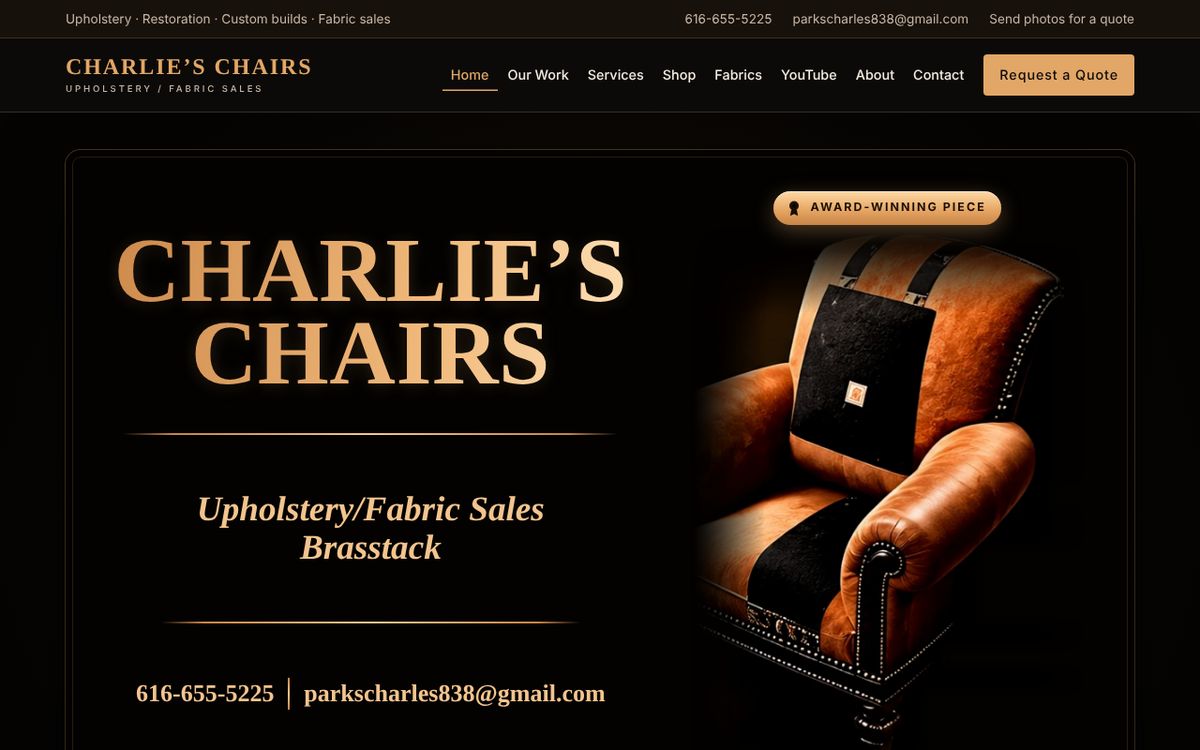 Upholstery · Restoration · Custom builds · Fabric sales
616-655-5225 parkscharles838@gmail.com Send photos for a quote
CHARLIE’S CHAIRS
UPHOLSTERY / FABRIC SALES
Home Our Work Services Shop Fabrics YouTube About Contact Request a Quote
AWARD-WINNING PIECE
CHARLIE’S
CHAIRS
Upholstery/Fabric Sales
Brasstack
616-655-5225 | parkscharles838@gmail.com